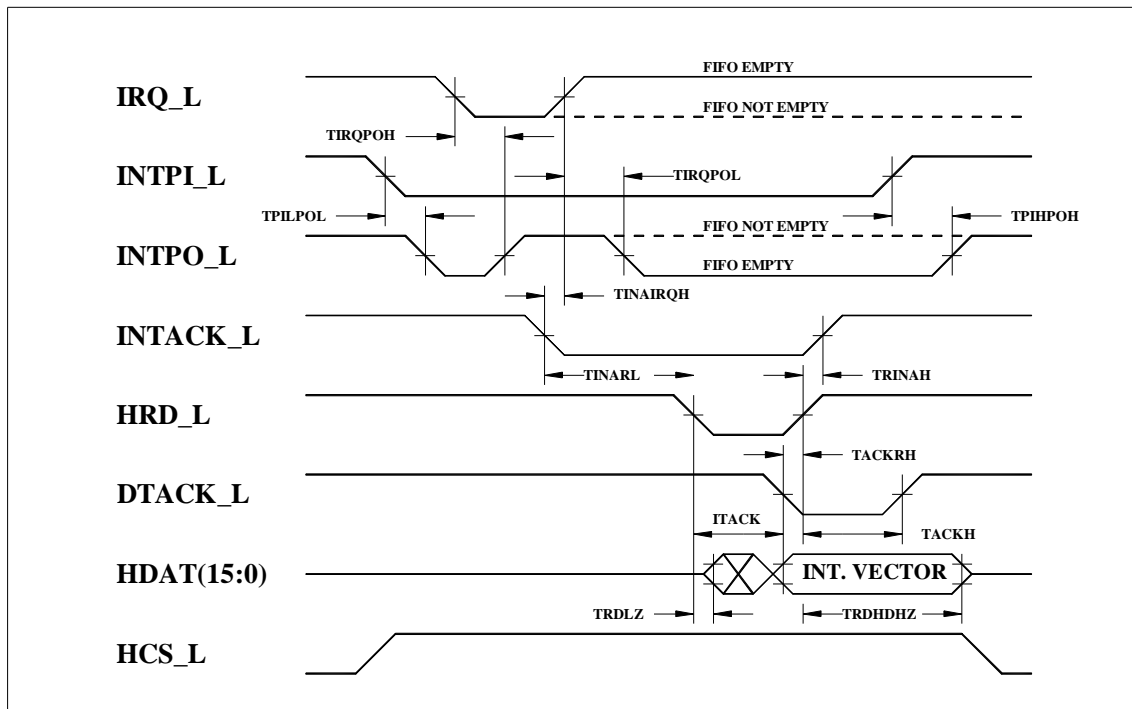 FIFO EMPTY
IRQ_L
FIFO NOT EMPTY
TIRQPOH
INTPI_L
TIRQPOL
TPILPOL
TPIHPOH
FIFO NOT EMPTY
INTPO_L
FIFO EMPTY
TINAIRQH
INTACK_L
TINARL
TRINAH
HRD_L
TACKRH
DTACK_L
ITACK
TACKH
HDAT(15:0)
INT. VECTOR
TRDLZ
TRDHDHZ
HCS_L